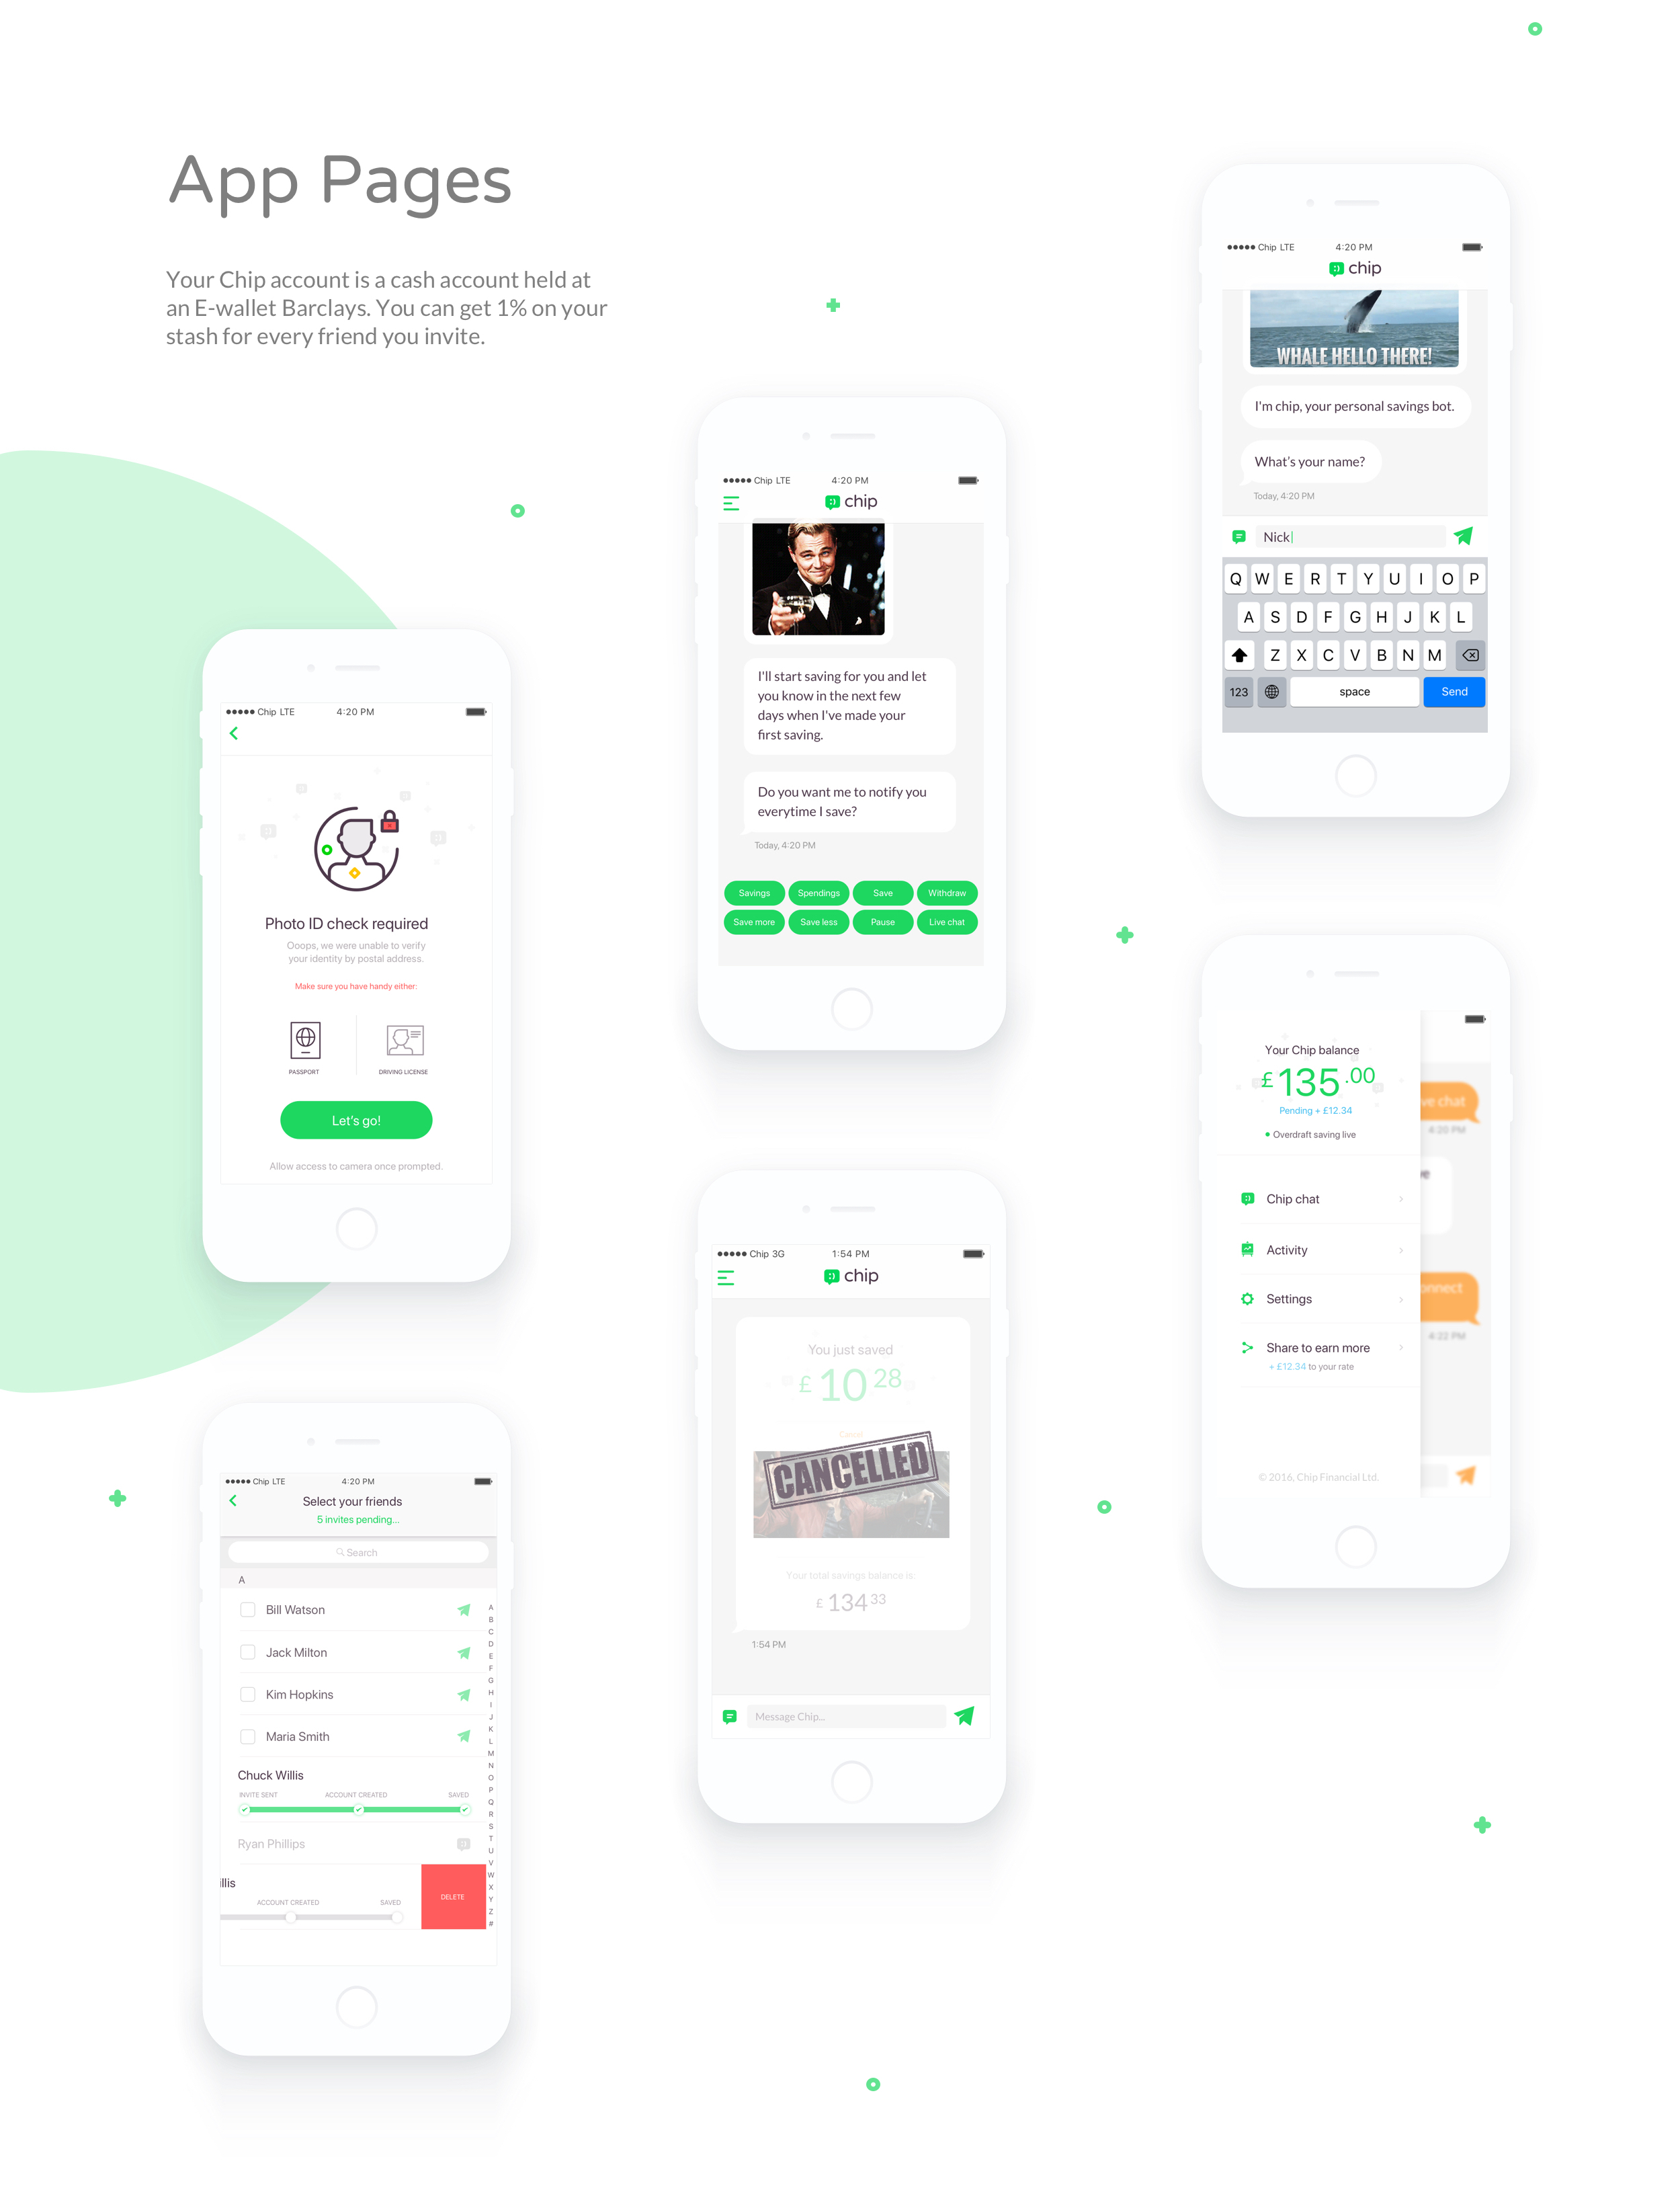 App Pages
Your Chip account is a cash account held at
an E-wallet Barclays. You can get 1% on your
stash for every friend you invite.
Chip LTE 4:20 PM
chip
WHALE HELLO THERE!
I'm chip, your personal savings bot.
What's your name?
Today, 4:20 PM
Nick
Q W E R T Y U I O P
A S D F G H J K L
Z X C V B N M
123 space Send
Chip LTE 4:20 PM
chip
I'll start saving for you and let
you know in the next few
days when I've made your
first saving.
Do you want me to notify you
everytime I save?
Today, 4:20 PM
Savings Spendings Save Withdraw
Save more Save less Pause Live chat
Chip LTE 4:20 PM
Photo ID check required
Ooops, we were unable to verify
your identity by postal address.
Make sure you have handy either:
PASSPORT DRIVING LICENSE
Let's go!
Allow access to camera once prompted.
Your Chip balance
£135.00
Pending + £12.34
Overdraft saving live
Chip chat
Activity
Settings
Share to earn more
+ £12.34 to your rate
© 2016, Chip Financial Ltd.
ve chat
4:20 PM
e
onnect
4:22 PM
Chip 3G 1:54 PM
chip
You just saved
£ 10 28
Cancel
CANCELLED
Your total savings balance is:
£ 134 33
1:54 PM
Message Chip...
Chip LTE 4:20 PM
Select your friends
5 invites pending...
Search
A
Bill Watson
Jack Milton
Kim Hopkins
Maria Smith
Chuck Willis
INVITE SENT ACCOUNT CREATED SAVED
Ryan Phillips
illis
ACCOUNT CREATED SAVED
DELETE
A
B
C
D
E
F
G
H
I
J
K
L
M
N
O
P
Q
R
S
T
U
V
W
X
Y
Z
#